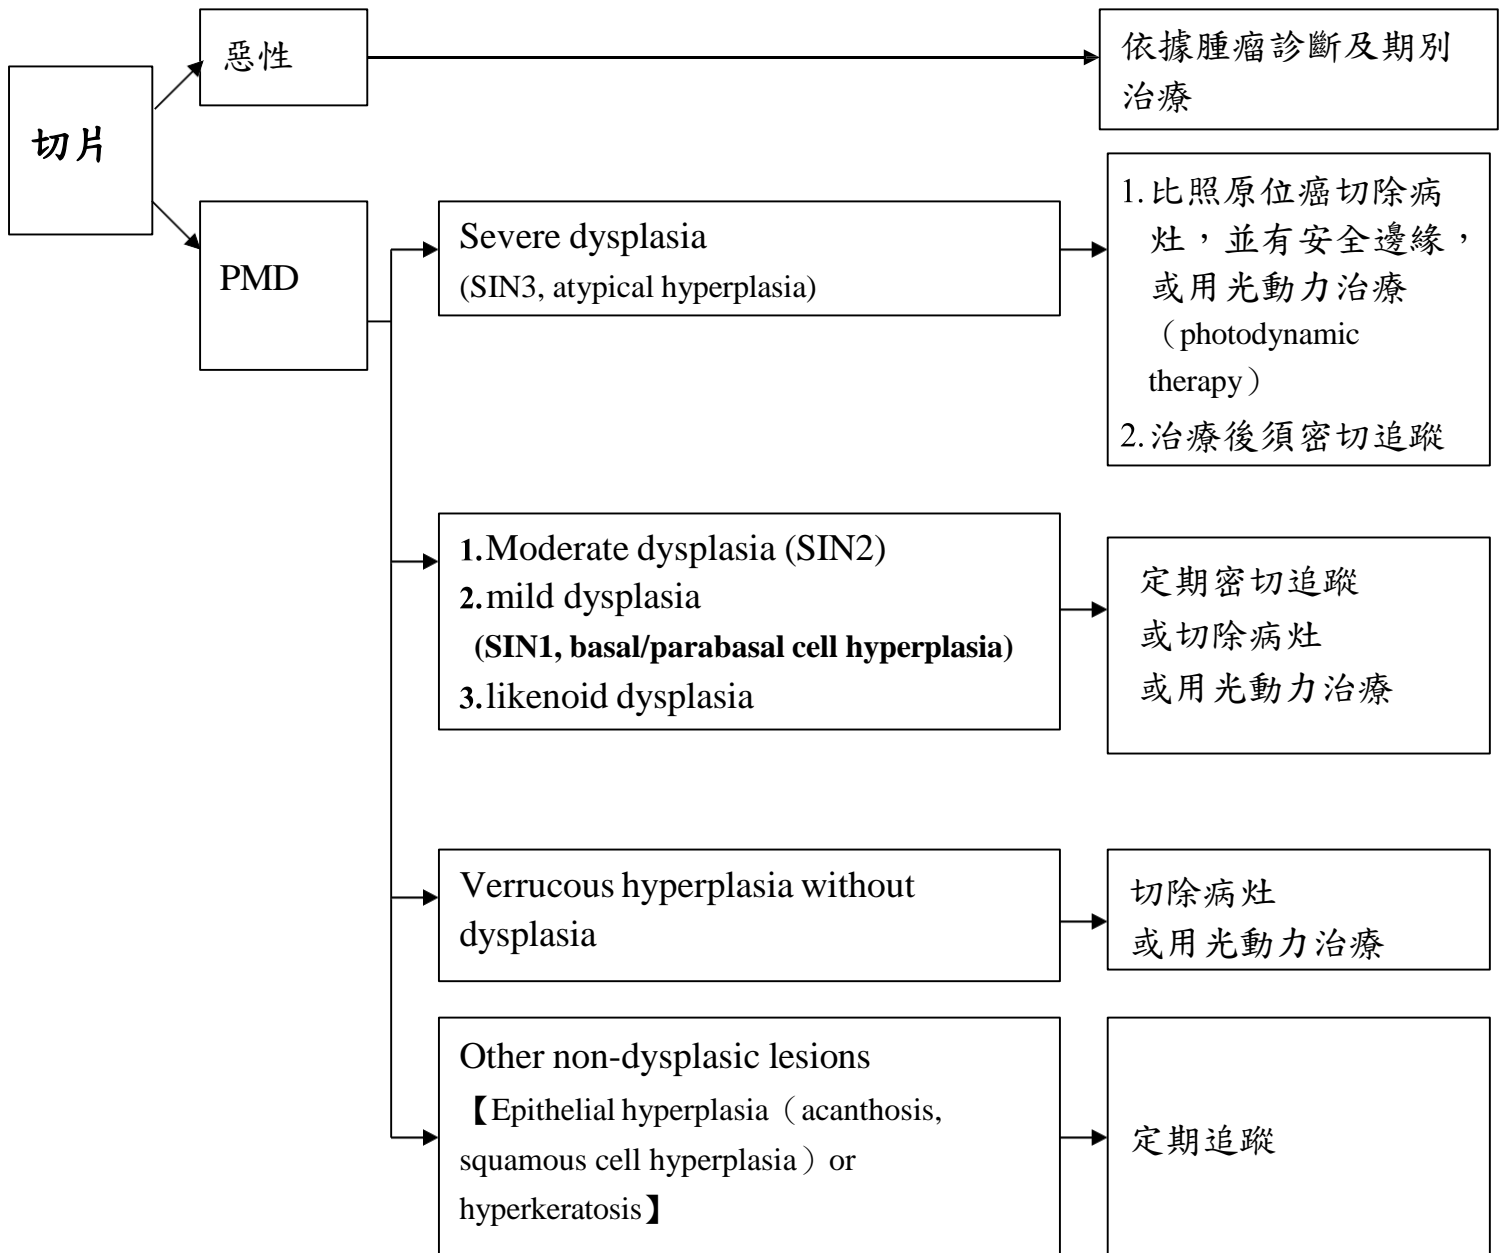 切片
惡性
依據腫瘤診斷及期別
治療
PMD
Severe dysplasia
(SIN3, atypical hyperplasia)
1.比照原位癌切除病
灶，並有安全邊緣，
或用光動力治療
（photodynamic
therapy）
2.治療後須密切追蹤
1.Moderate dysplasia (SIN2)
2.mild dysplasia
(SIN1, basal/parabasal cell hyperplasia)
3.likenoid dysplasia
定期密切追蹤
或切除病灶
或用光動力治療
Verrucous hyperplasia without
dysplasia
切除病灶
或用光動力治療
Other non-dysplasic lesions
【Epithelial hyperplasia（acanthosis,
squamous cell hyperplasia）or
hyperkeratosis】
定期追蹤